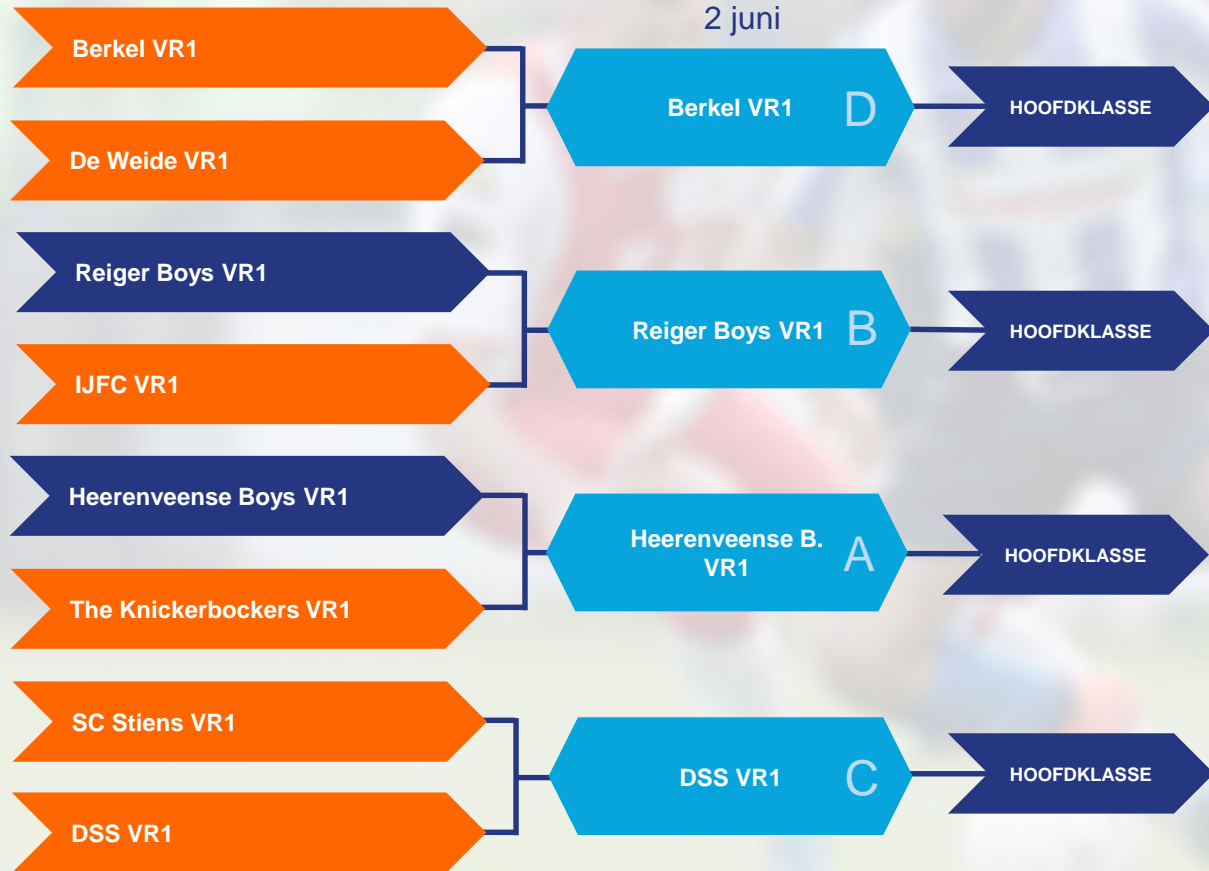 2 juni
Berkel VR1
De Weide VR1
Berkel VR1
D
HOOFDKLASSE
Reiger Boys VR1
IJFC VR1
Reiger Boys VR1
B
HOOFDKLASSE
Heerenveense Boys VR1
The Knickerbockers VR1
Heerenveense B.
VR1
A
HOOFDKLASSE
SC Stiens VR1
DSS VR1
DSS VR1
C
HOOFDKLASSE